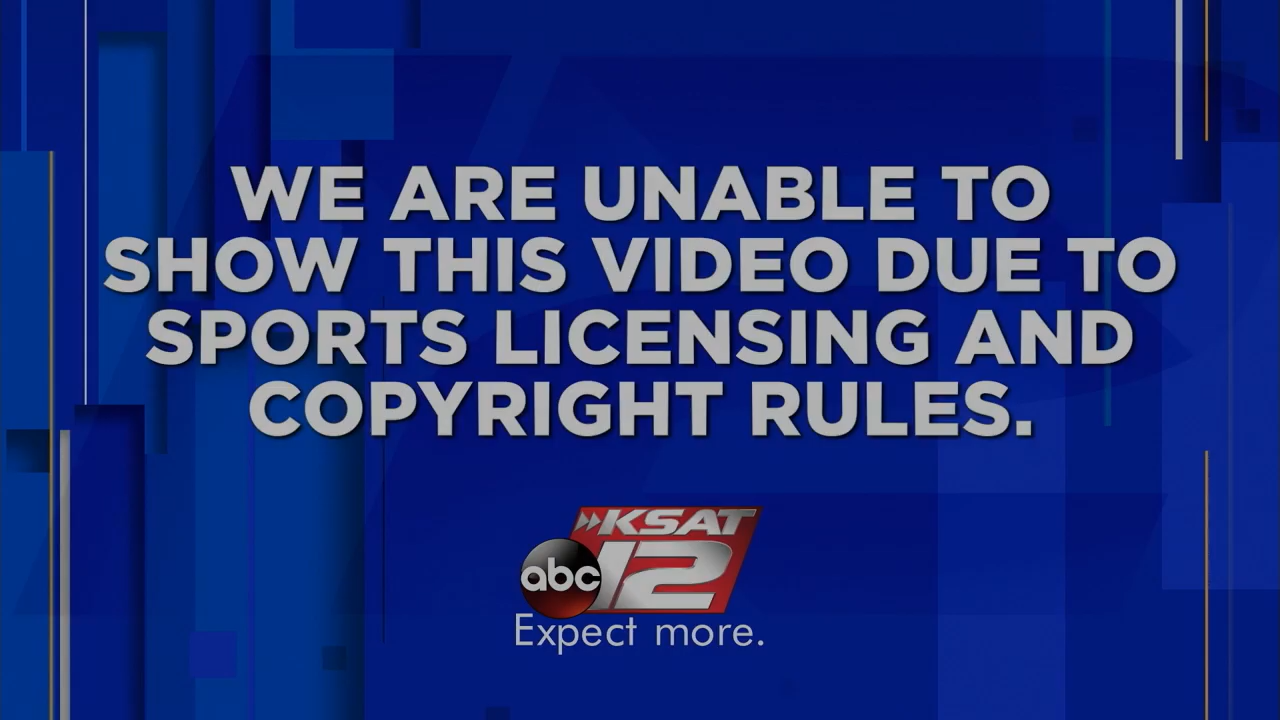 WE ARE UNABLE TO
SHOW THIS VIDEO DUE TO
SPORTS LICENSING AND
COPYRIGHT RULES.
KSAT
abc 12
Expect more.